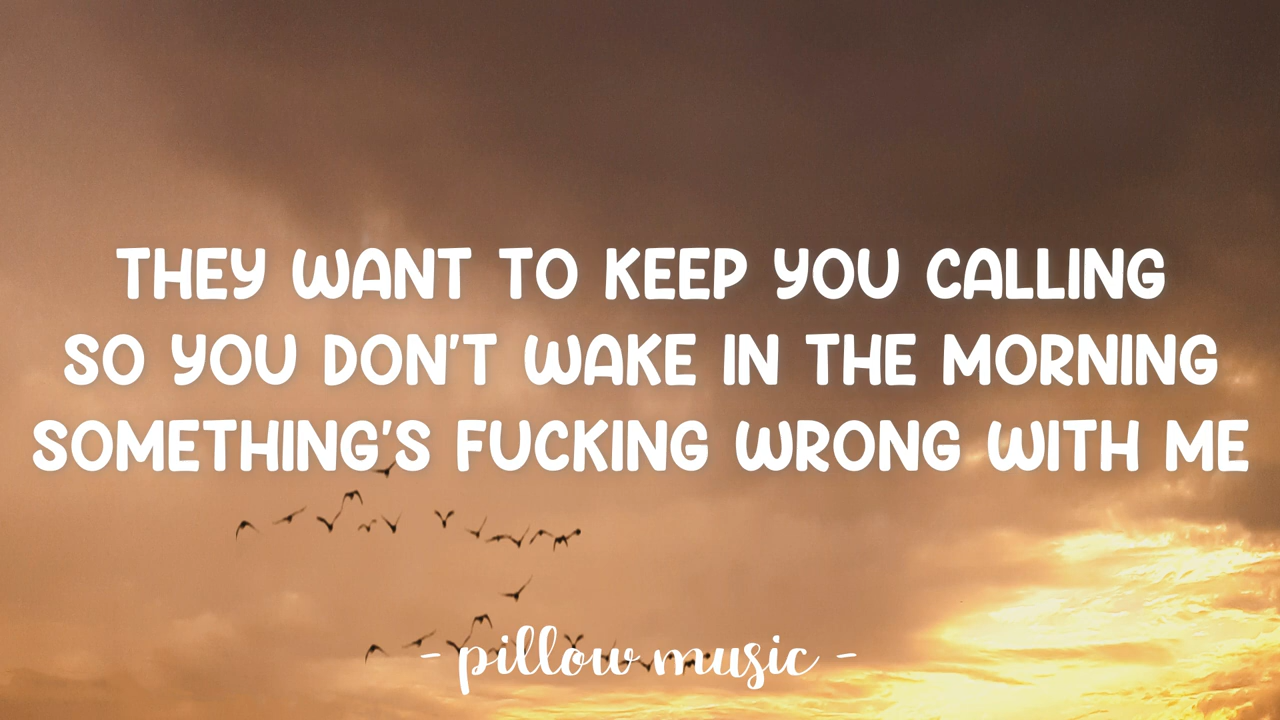 THEY WANT TO KEEP YOU CALLING
SO YOU DON'T WAKE IN THE MORNING
SOMETHING'S FUCKING WRONG WITH ME
- pillow music -